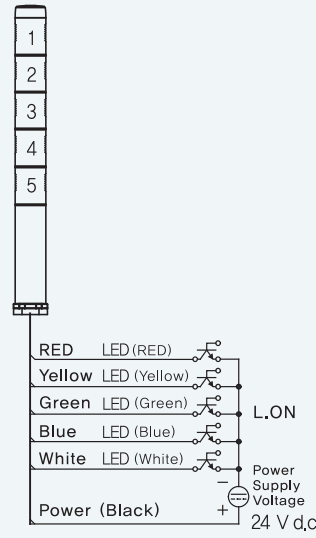 1
2
3
4
5
RED LED (RED)
Yellow LED (Yellow)
Green LED (Green)
L.ON
Blue LED (Blue)
White LED (White)
Power
Supply
Voltage
− +
Power (Black)
24 V d.c